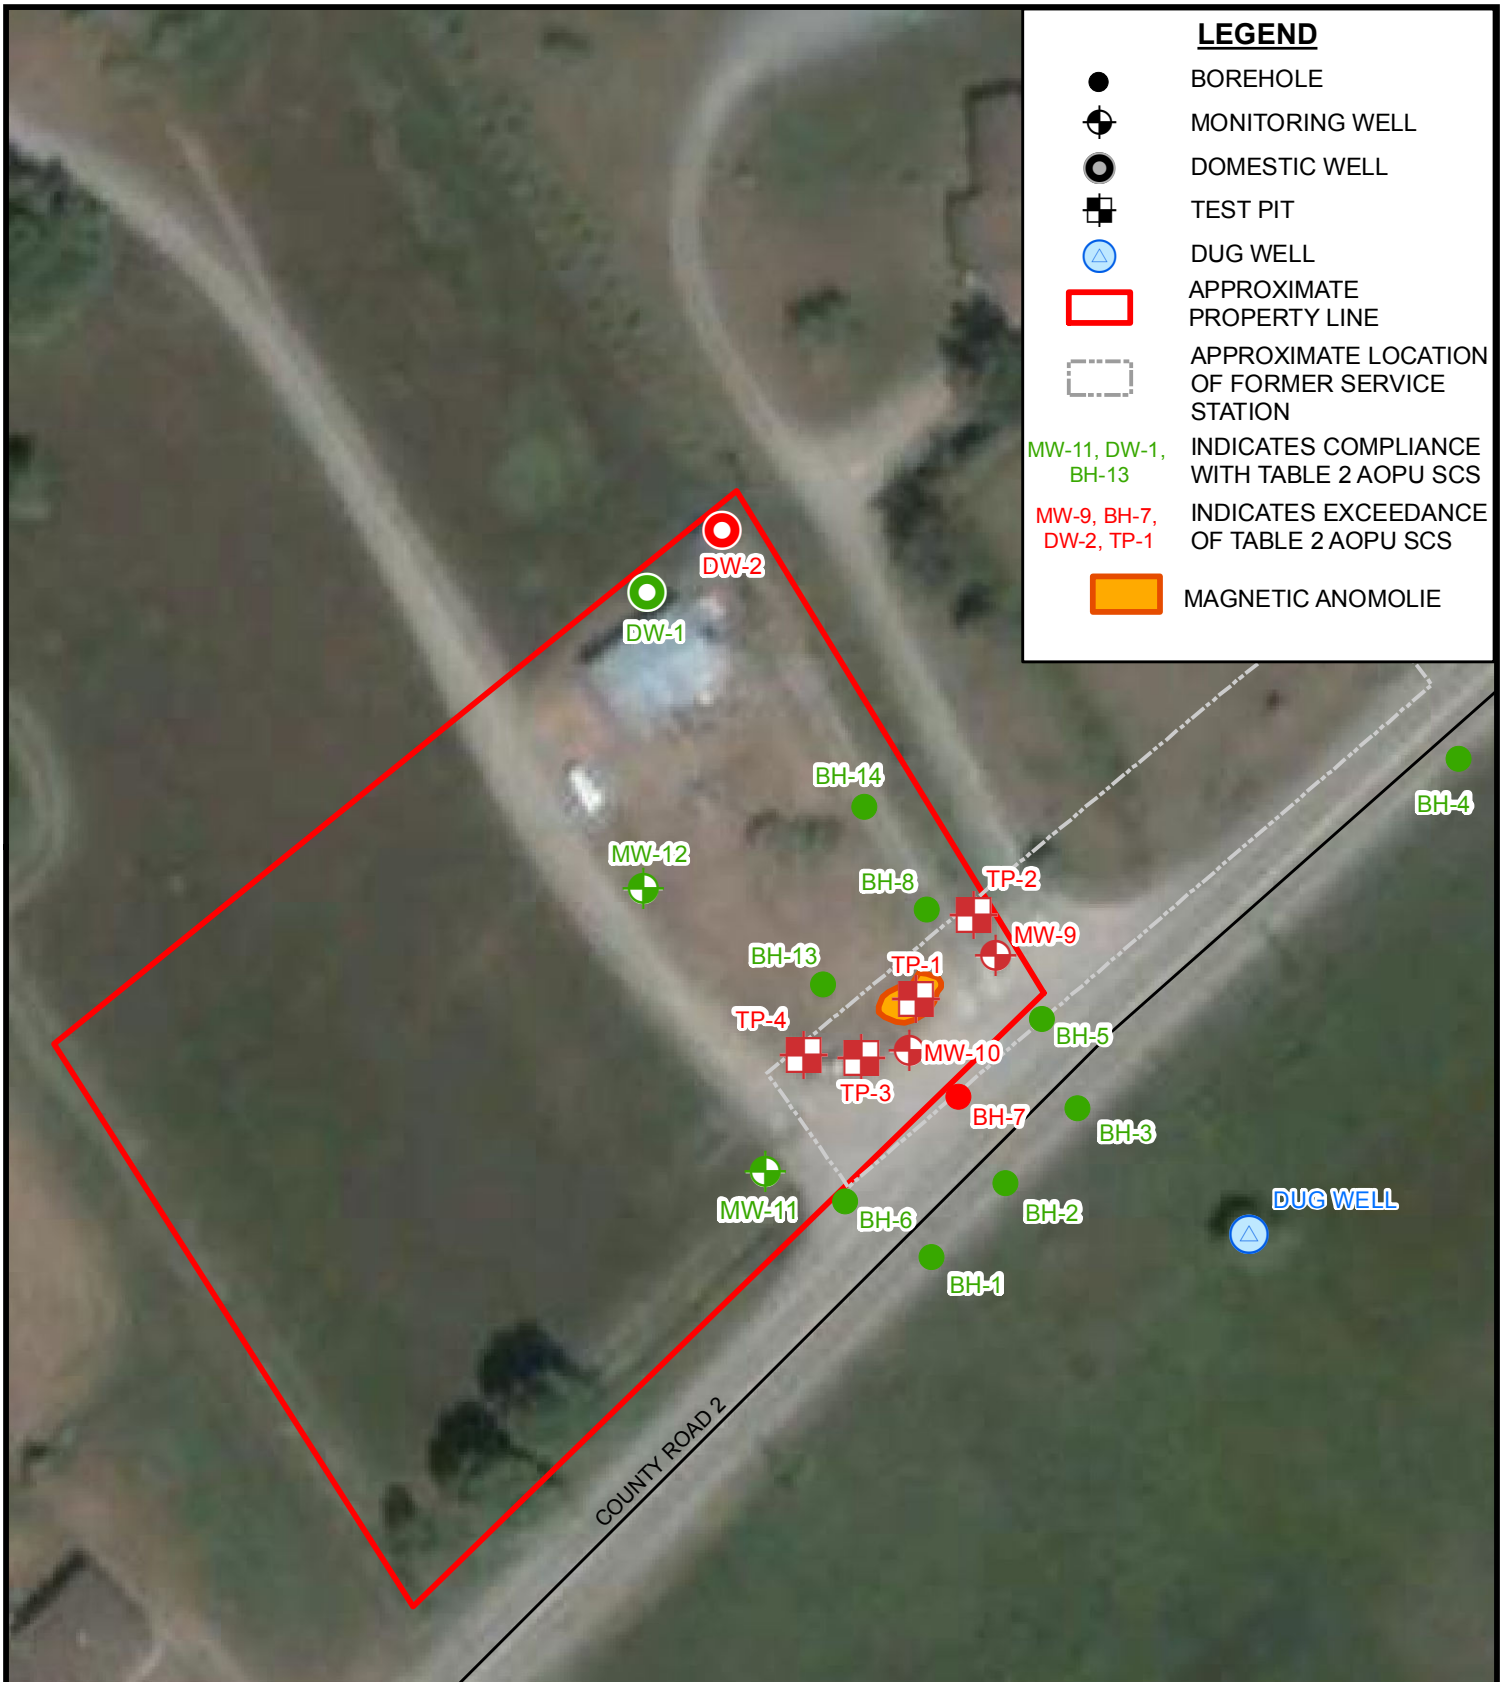 LEGEND
BOREHOLE
MONITORING WELL
DOMESTIC WELL
TEST PIT
DUG WELL
APPROXIMATE
PROPERTY LINE
APPROXIMATE LOCATION
OF FORMER SERVICE
STATION
MW-11, DW-1,
BH-13
INDICATES COMPLIANCE
WITH TABLE 2 AOPU SCS
MW-9, BH-7,
DW-2, TP-1
INDICATES EXCEEDANCE
OF TABLE 2 AOPU SCS
MAGNETIC ANOMOLIE
DW-2
DW-1
BH-14
BH-4
MW-12
BH-8
TP-2
MW-9
BH-13
TP-1
TP-4
BH-5
MW-10
TP-3
BH-7
BH-3
MW-11
BH-6
BH-2
DUG WELL
BH-1
COUNTY ROAD 2